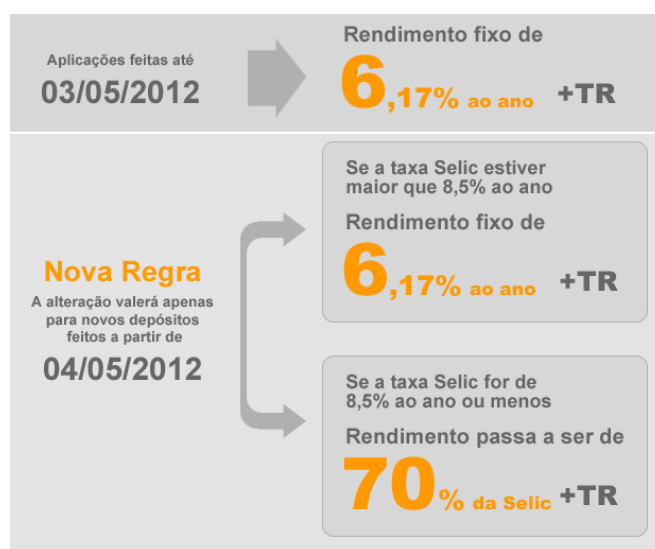 Aplicações feitas até
03/05/2012
Rendimento fixo de
6,17% ao ano +TR
Nova Regra
A alteração valerá apenas
para novos depósitos
feitos a partir de
04/05/2012
Se a taxa Selic estiver
maior que 8,5% ao ano
Rendimento fixo de
6,17% ao ano +TR
Se a taxa Selic for de
8,5% ao ano ou menos
Rendimento passa a ser de
70% da Selic +TR